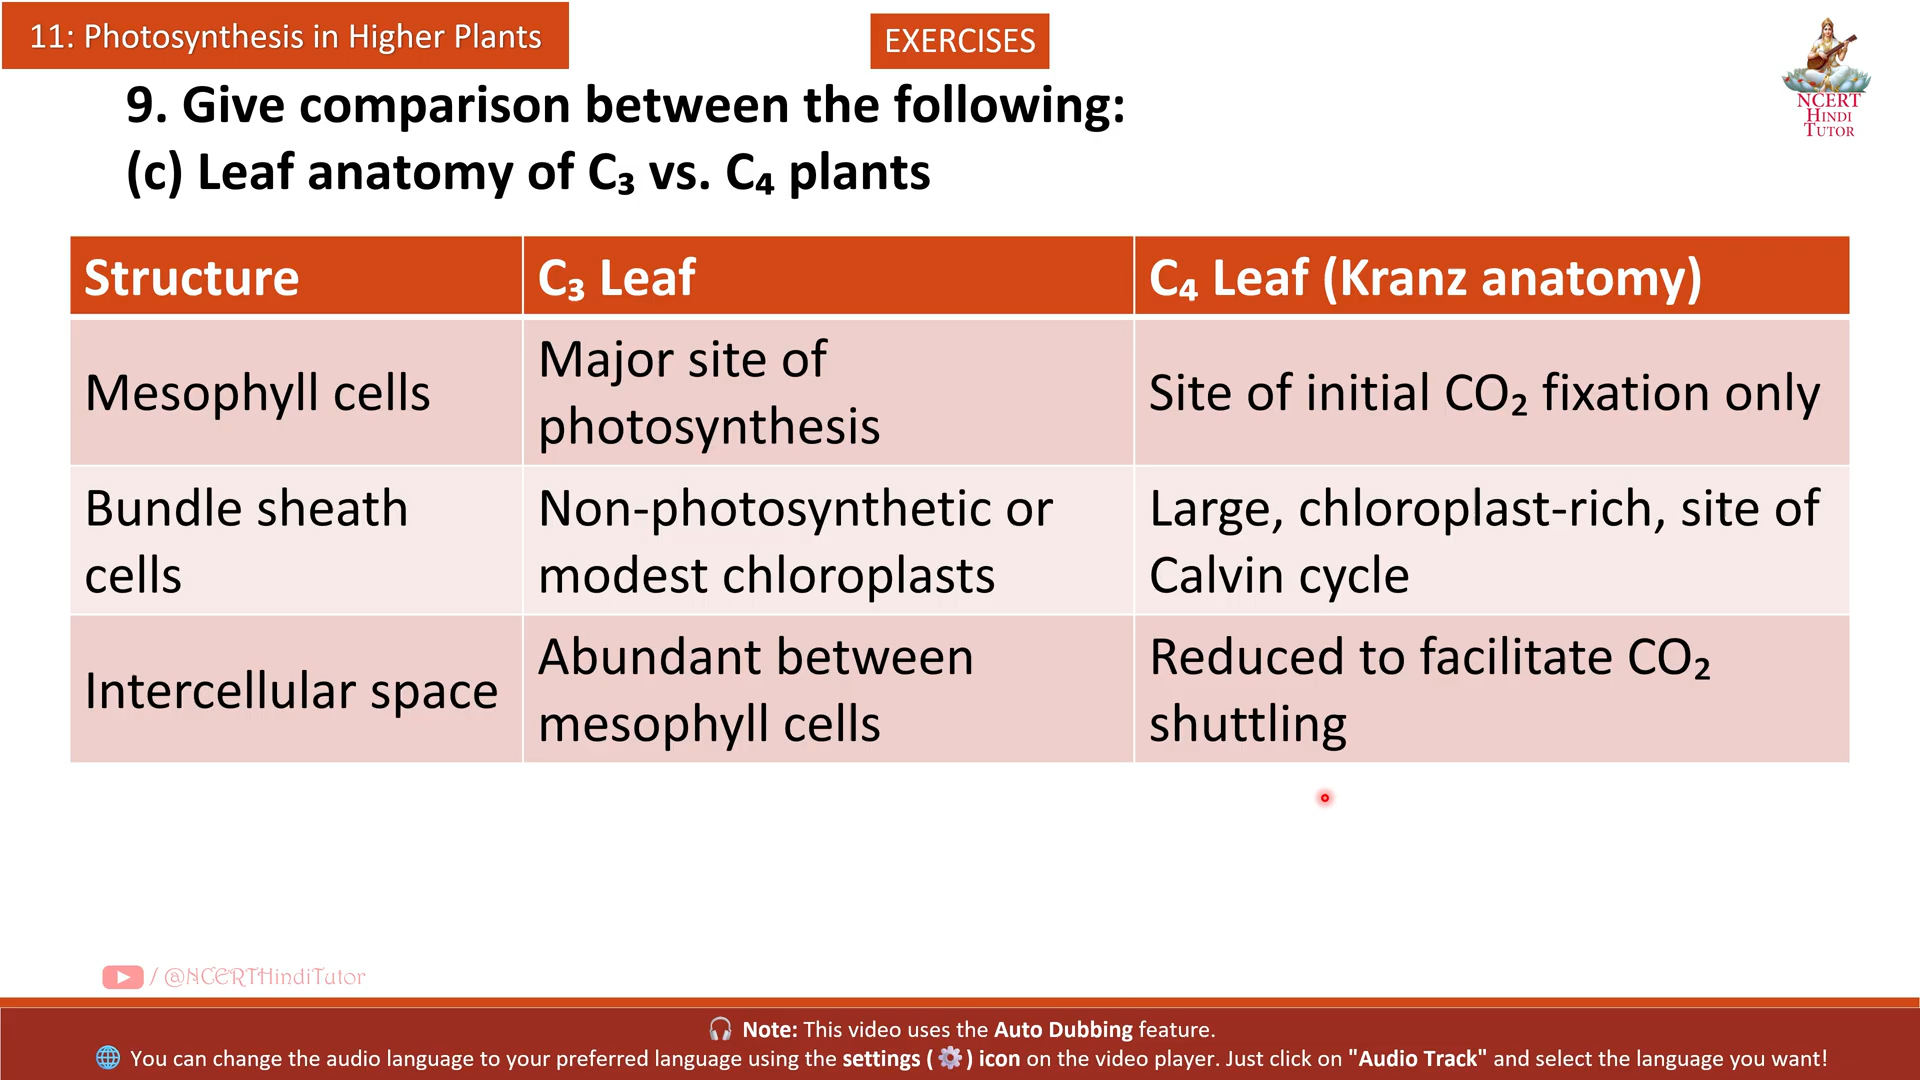 11: Photosynthesis in Higher Plants
EXERCISES
NCERT
HINDI
TUTOR
9. Give comparison between the following:
(c) Leaf anatomy of C₃ vs. C₄ plants
Structure
C₃ Leaf
C₄ Leaf (Kranz anatomy)
Mesophyll cells
Major site of
photosynthesis
Site of initial CO₂ fixation only
Bundle sheath
cells
Non-photosynthetic or
modest chloroplasts
Large, chloroplast-rich, site of
Calvin cycle
Intercellular space
Abundant between
mesophyll cells
Reduced to facilitate CO₂
shuttling
/ @NCERTHindiTutor
🎧 Note: This video uses the Auto Dubbing feature.
🌐 You can change the audio language to your preferred language using the settings ( ⚙️ ) icon on the video player. Just click on "Audio Track" and select the language you want!